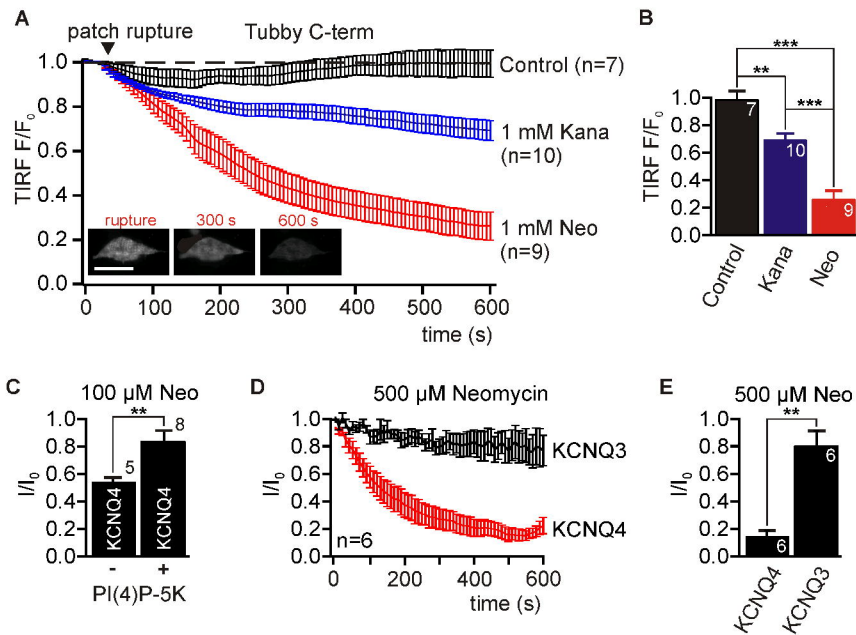 A
patch rupture
Tubby C-term
1.0
0.8
0.6
0.4
0.2
0.0
TIRF F/F0
Control (n=7)
1 mM Kana
(n=10)
1 mM Neo
(n=9)
rupture
300 s
600 s
0
100
200
300
400
500
600
time (s)
B
***
**
***
1.0
0.8
0.6
0.4
0.2
0.0
TIRF F/F0
7
10
9
Control
Kana
Neo
C
100 µM Neo
**
1.0
0.8
0.6
0.4
0.2
0.0
I/I0
5
8
KCNQ4
KCNQ4
- +
PI(4)P-5K
D
500 µM Neomycin
1.0
0.8
0.6
0.4
0.2
0.0
I/I0
KCNQ3
KCNQ4
n=6
0
200
400
600
time (s)
E
500 µM Neo
**
1.0
0.8
0.6
0.4
0.2
0.0
I/I0
6
6
KCNQ4
KCNQ3